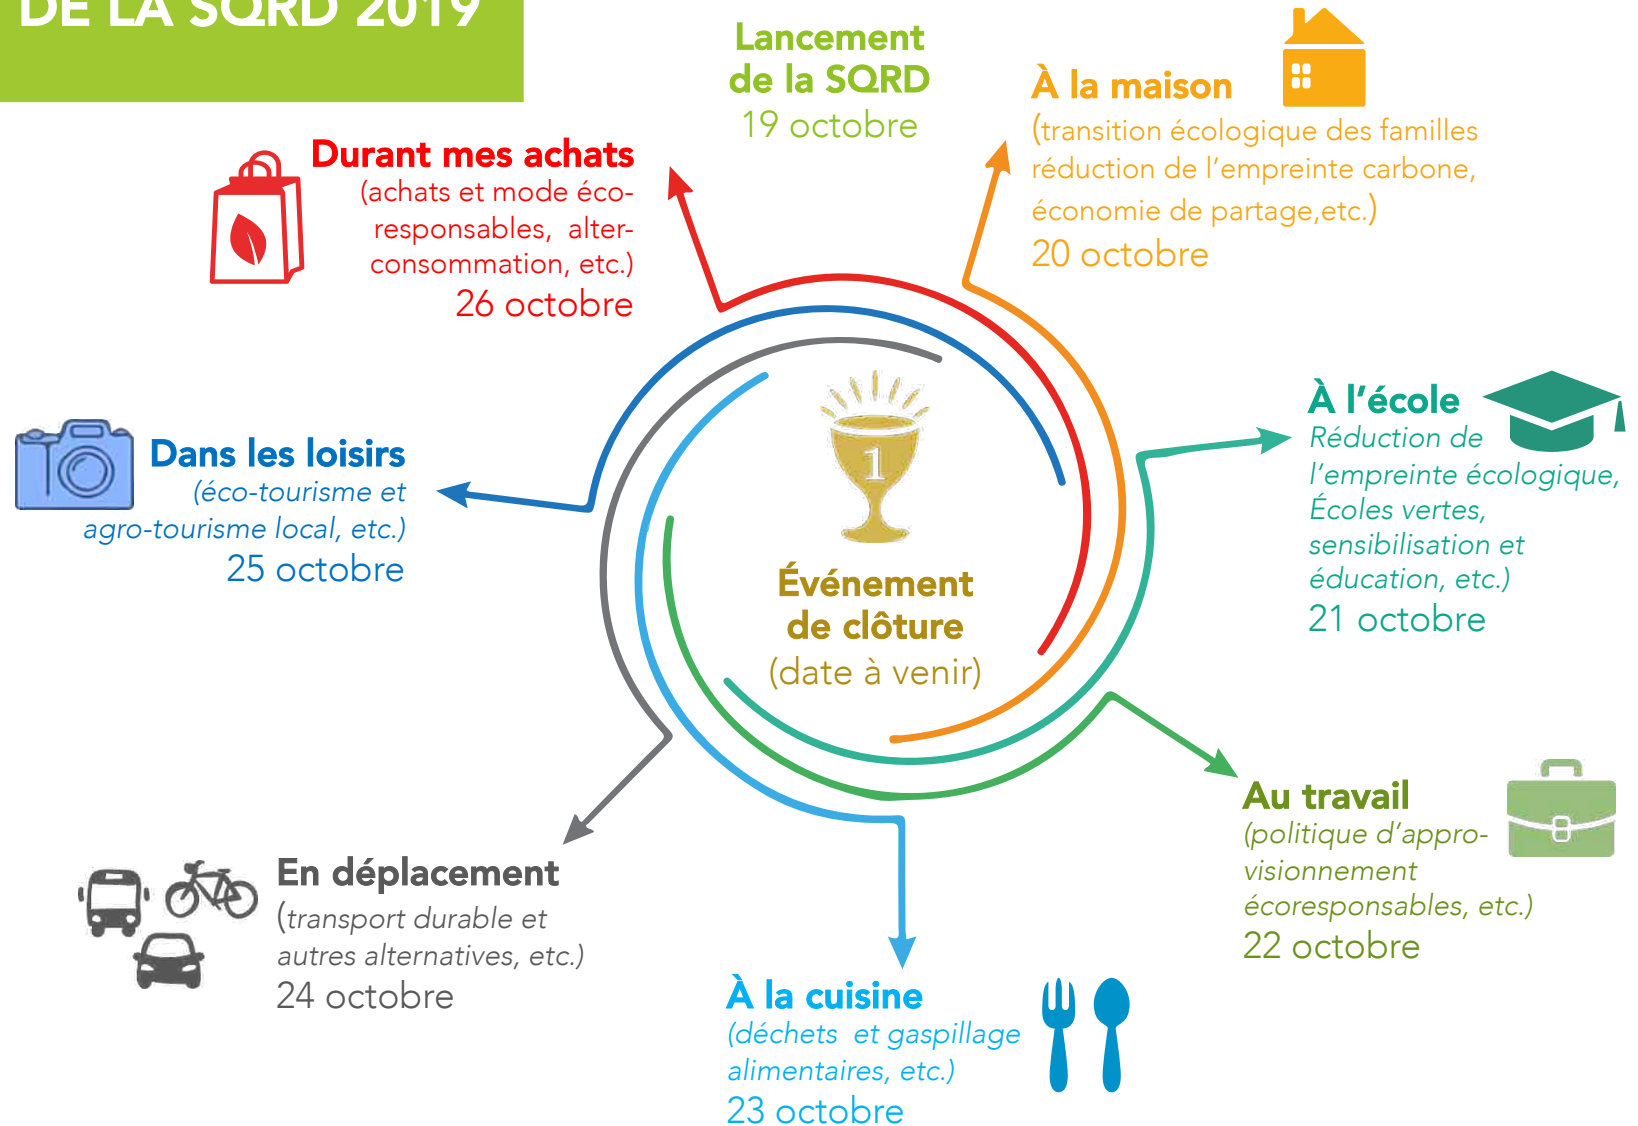 DE LA SQRD 2019
Lancement
de la SQRD
19 octobre
À la maison
(transition écologique des familles
réduction de l'empreinte carbone,
économie de partage,etc.)
20 octobre
À l'école
Réduction de
l'empreinte écologique,
Écoles vertes,
sensibilisation et
éducation, etc.)
21 octobre
Au travail
(politique d'appro-
visionnement
écoresponsables, etc.)
22 octobre
À la cuisine
(déchets et gaspillage
alimentaires, etc.)
23 octobre
En déplacement
(transport durable et
autres alternatives, etc.)
24 octobre
Dans les loisirs
(éco-tourisme et
agro-tourisme local, etc.)
25 octobre
Durant mes achats
(achats et mode éco-
responsables, alter-
consommation, etc.)
26 octobre
1
Événement
de clôture
(date à venir)